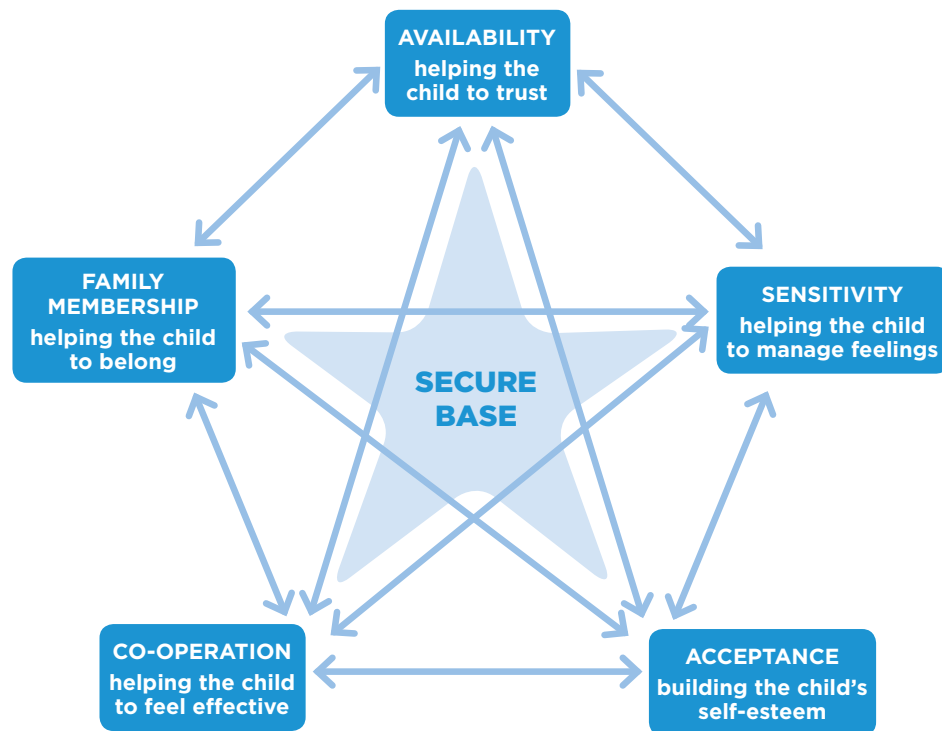 AVAILABILITY
helping the
child to trust
FAMILY
MEMBERSHIP
helping the child
to belong
SENSITIVITY
helping the child
to manage feelings
SECURE
BASE
CO-OPERATION
helping the child
to feel effective
ACCEPTANCE
building the child’s
self-esteem